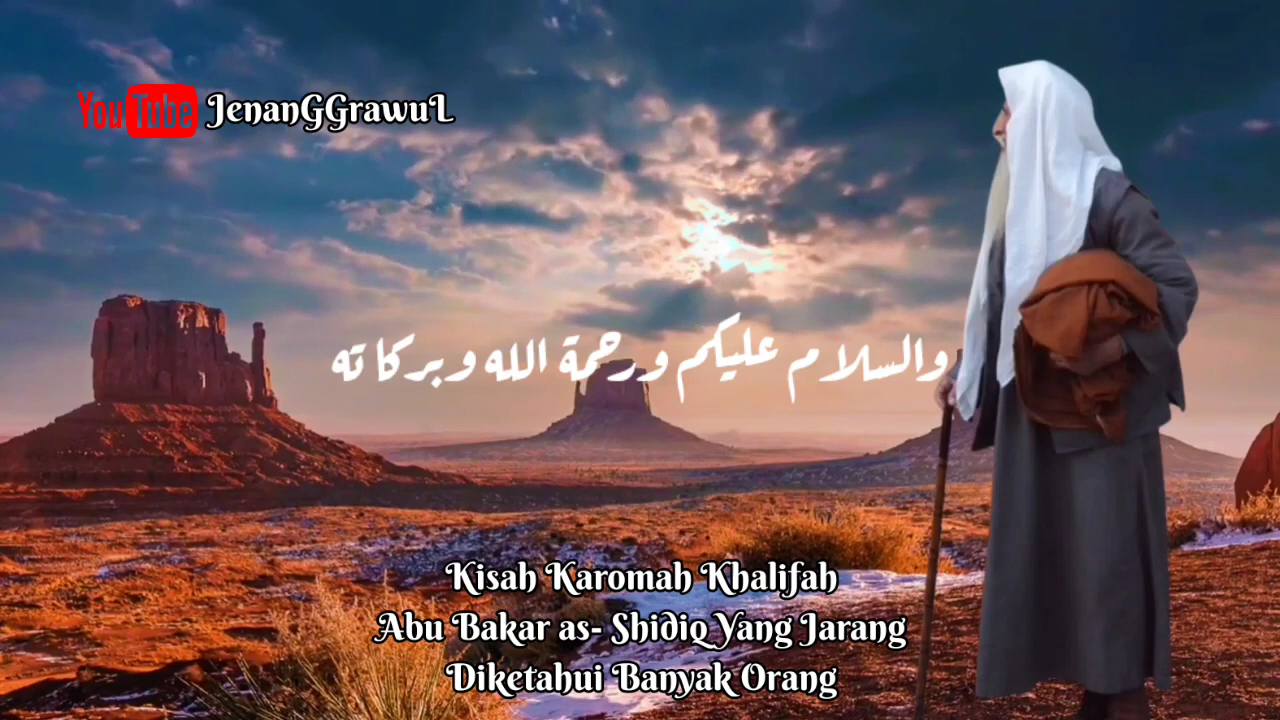 YouTube JenanGGrawuL
والسلام عليكم ورحمة الله وبركاته
Kisah Karomah Khalifah
Abu Bakar as- Shidiq Yang Jarang
Diketahui Banyak Orang